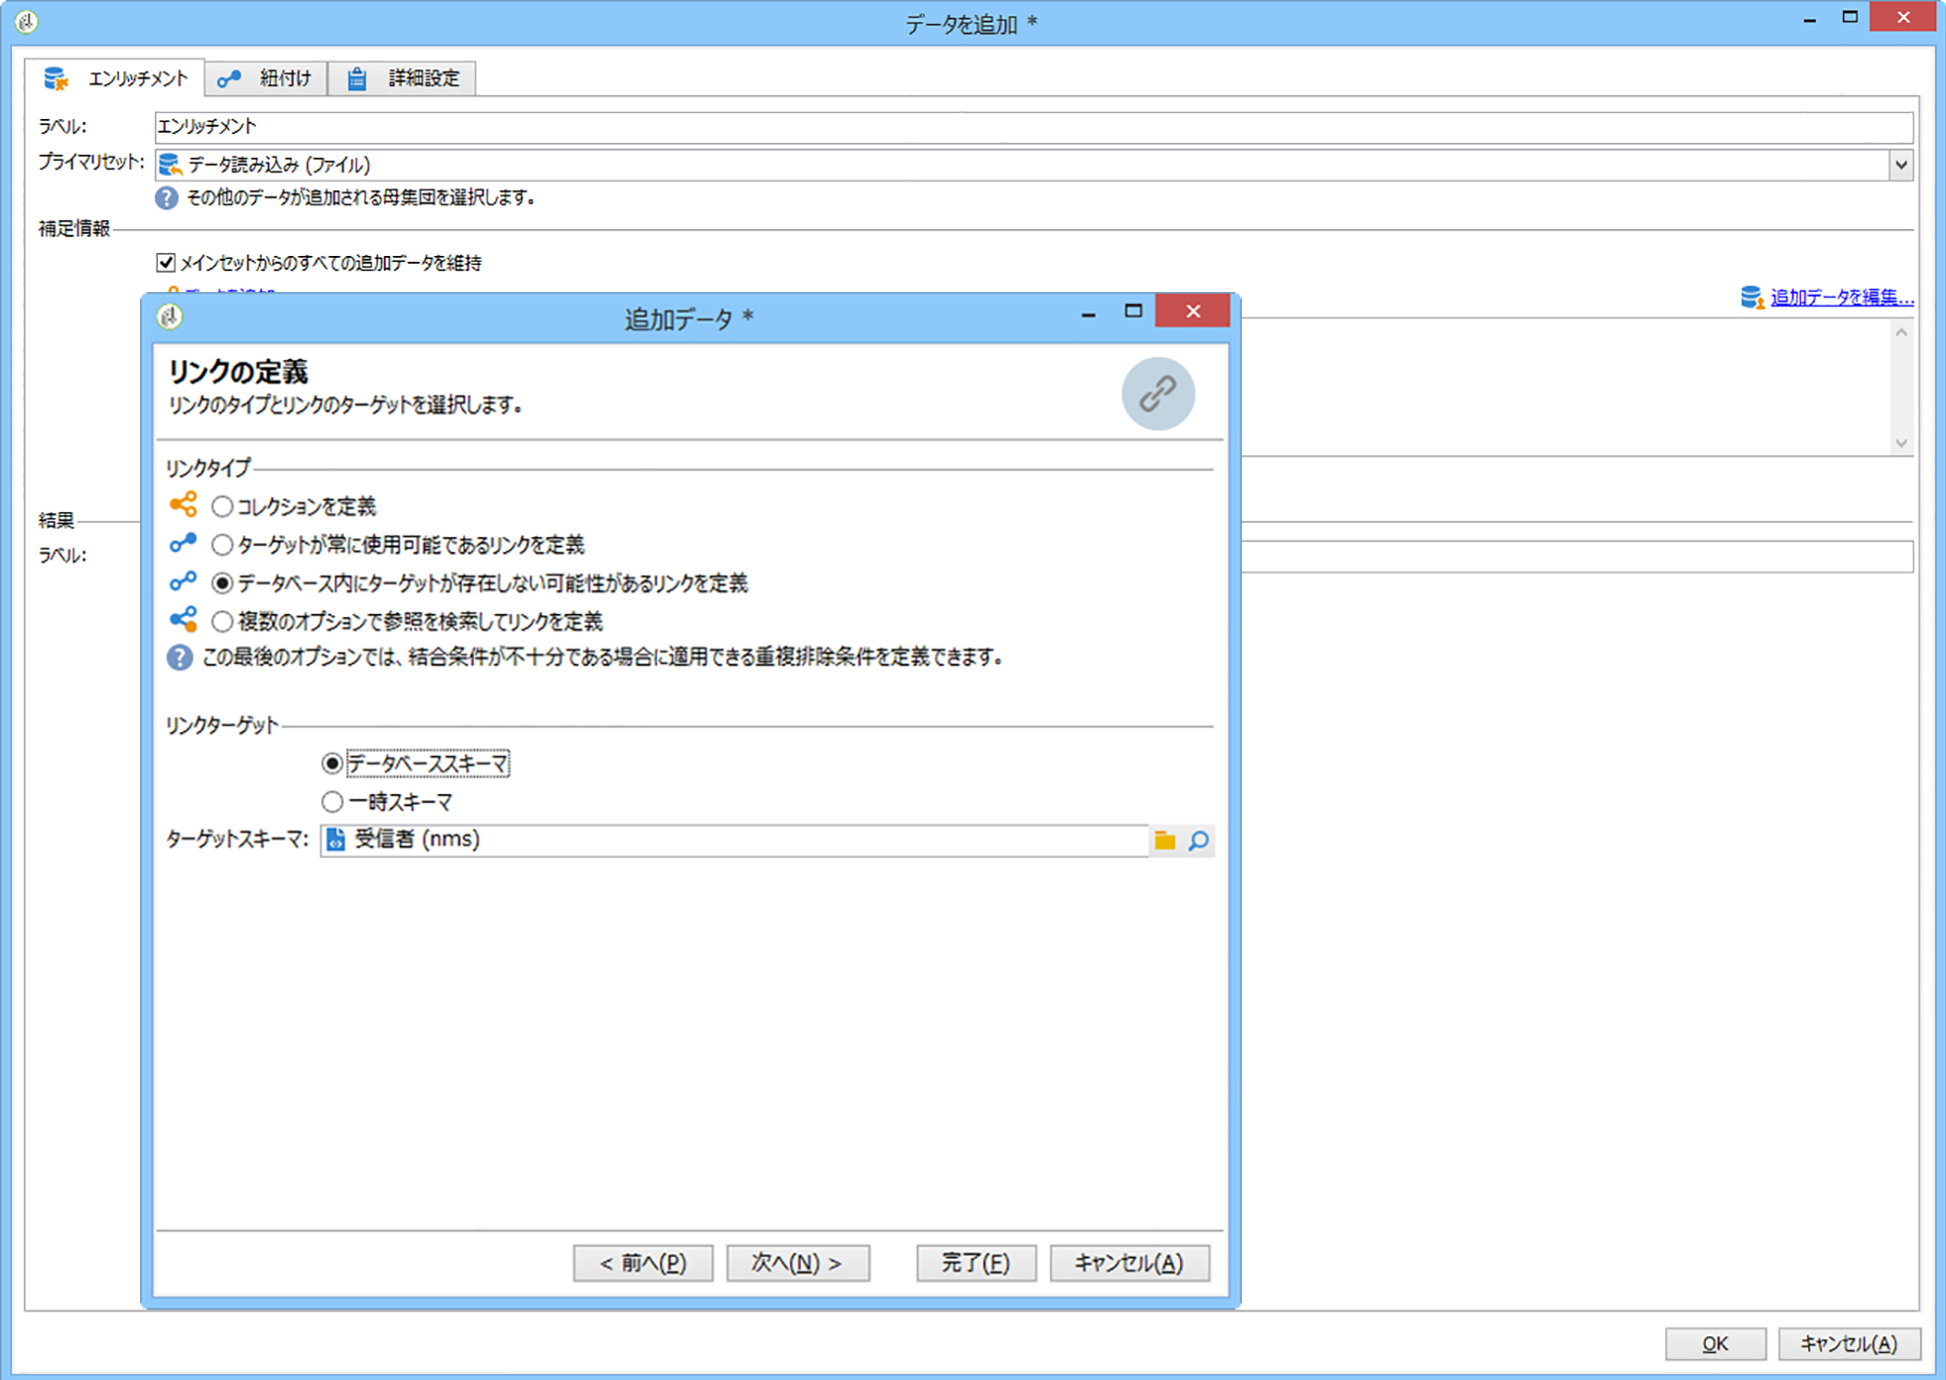 データを追加 *
エンリッチメント
紐付け
詳細設定
ラベル:
エンリッチメント
プライマリセット:
データ読み込み (ファイル)
その他のデータが追加される母集団を選択します。
補足情報
メインセットからのすべての追加データを維持
追加データを編集...
結果
ラベル:
追加データ *
リンクの定義
リンクのタイプとリンクのターゲットを選択します。
リンクタイプ
コレクションを定義
ターゲットが常に使用可能であるリンクを定義
データベース内にターゲットが存在しない可能性があるリンクを定義
複数のオプションで参照を検索してリンクを定義
この最後のオプションでは、結合条件が不十分である場合に適用できる重複排除条件を定義できます。
リンクターゲット
データベーススキーマ
一時スキーマ
ターゲットスキーマ:
受信者 (nms)
< 前へ(P)
次へ(N) >
完了(F)
キャンセル(A)
OK
キャンセル(A)